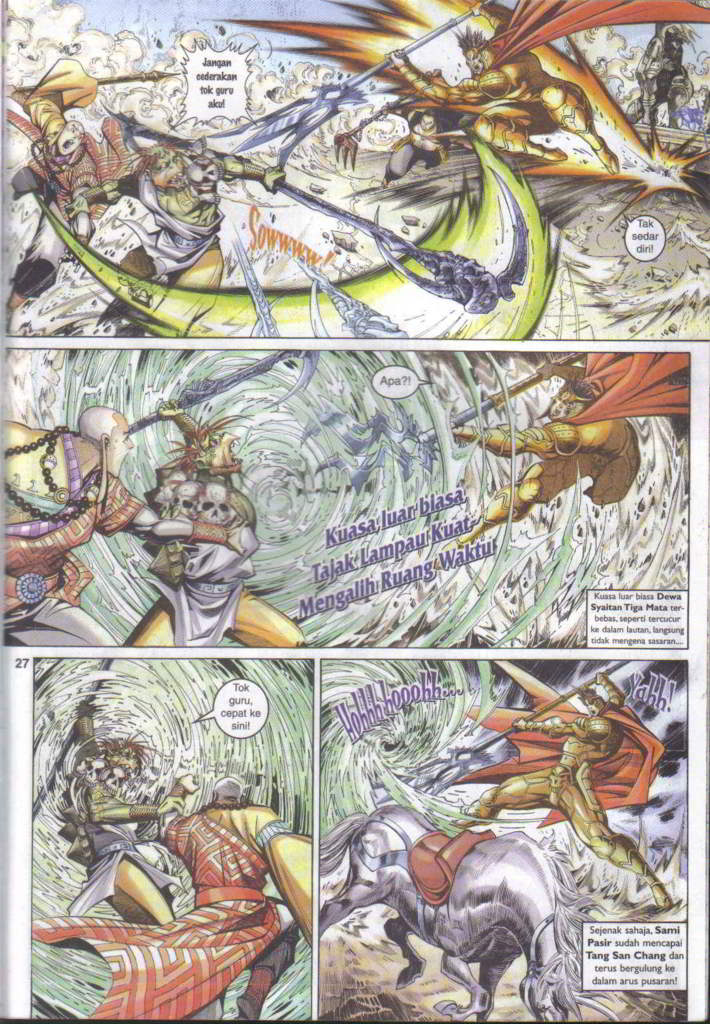 Jangan
cederakan
tok guru
aku!
Sowwww!
Tak
sedar
diri!
Apa?!
Kuasa luar biasa
Tajak Lampau Kuat-
Mengalih Ruang Waktu
Kuasa luar biasa Dewa
Syaitan Tiga Mata ter-
bebas, seperti tercucur
ke dalam lautan, langsung
tidak mengena sasaran....
27
Tok
guru,
cepat ke
sini!
Hohhhooohh....
Yahh!
Sejenak sahaja, Sami
Pasir sudah mencapai
Tang San Chang dan
terus bergulung ke
dalam arus pusaran!